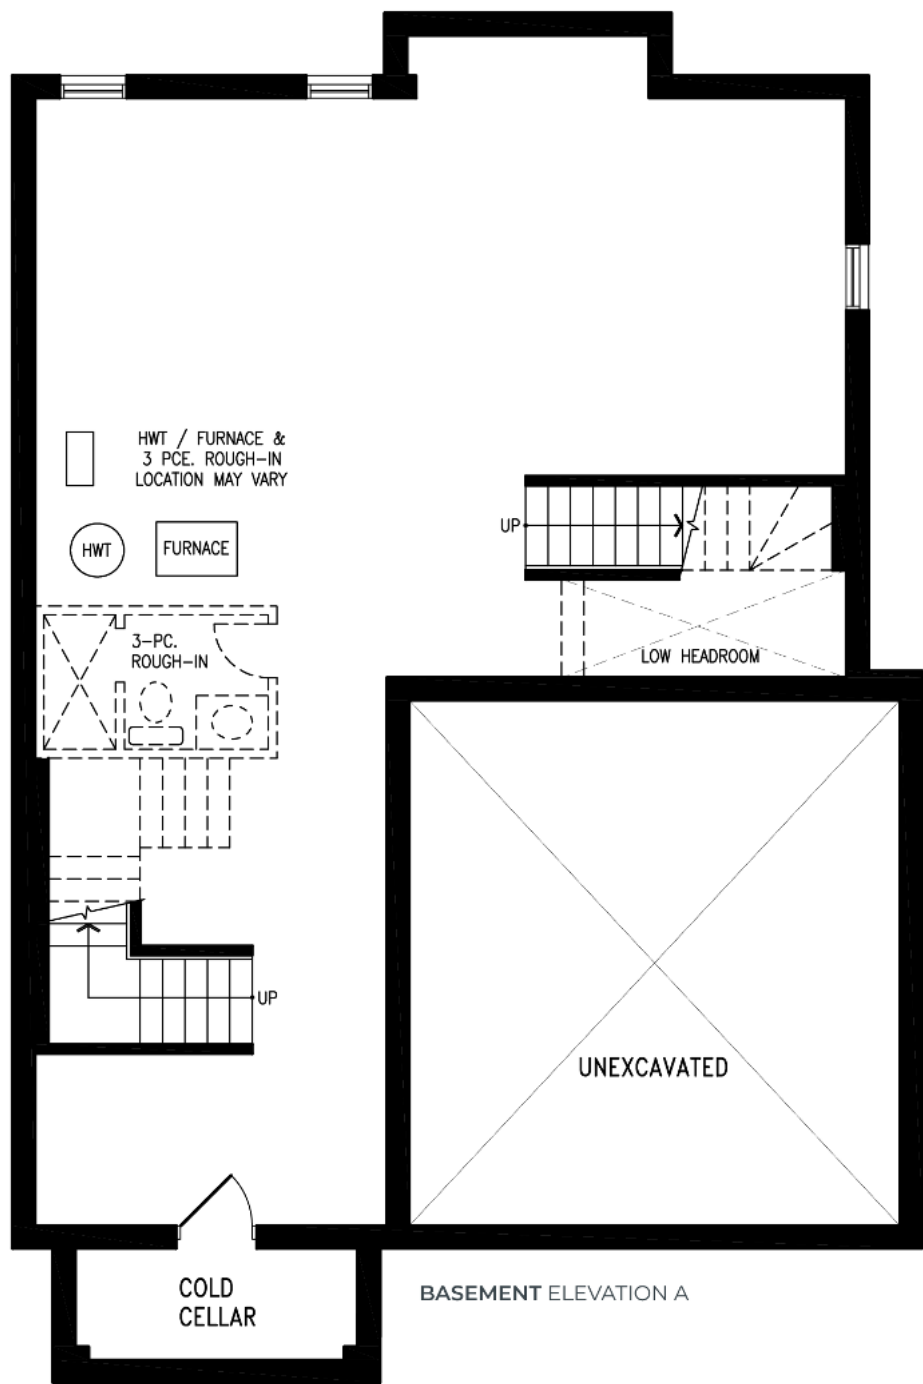 HWT / FURNACE &
3 PCE. ROUGH-IN
LOCATION MAY VARY
UP
HWT
FURNACE
3-PC.
ROUGH-IN
LOW HEADROOM
UP
UNEXCAVATED
COLD
CELLAR
BASEMENT ELEVATION A